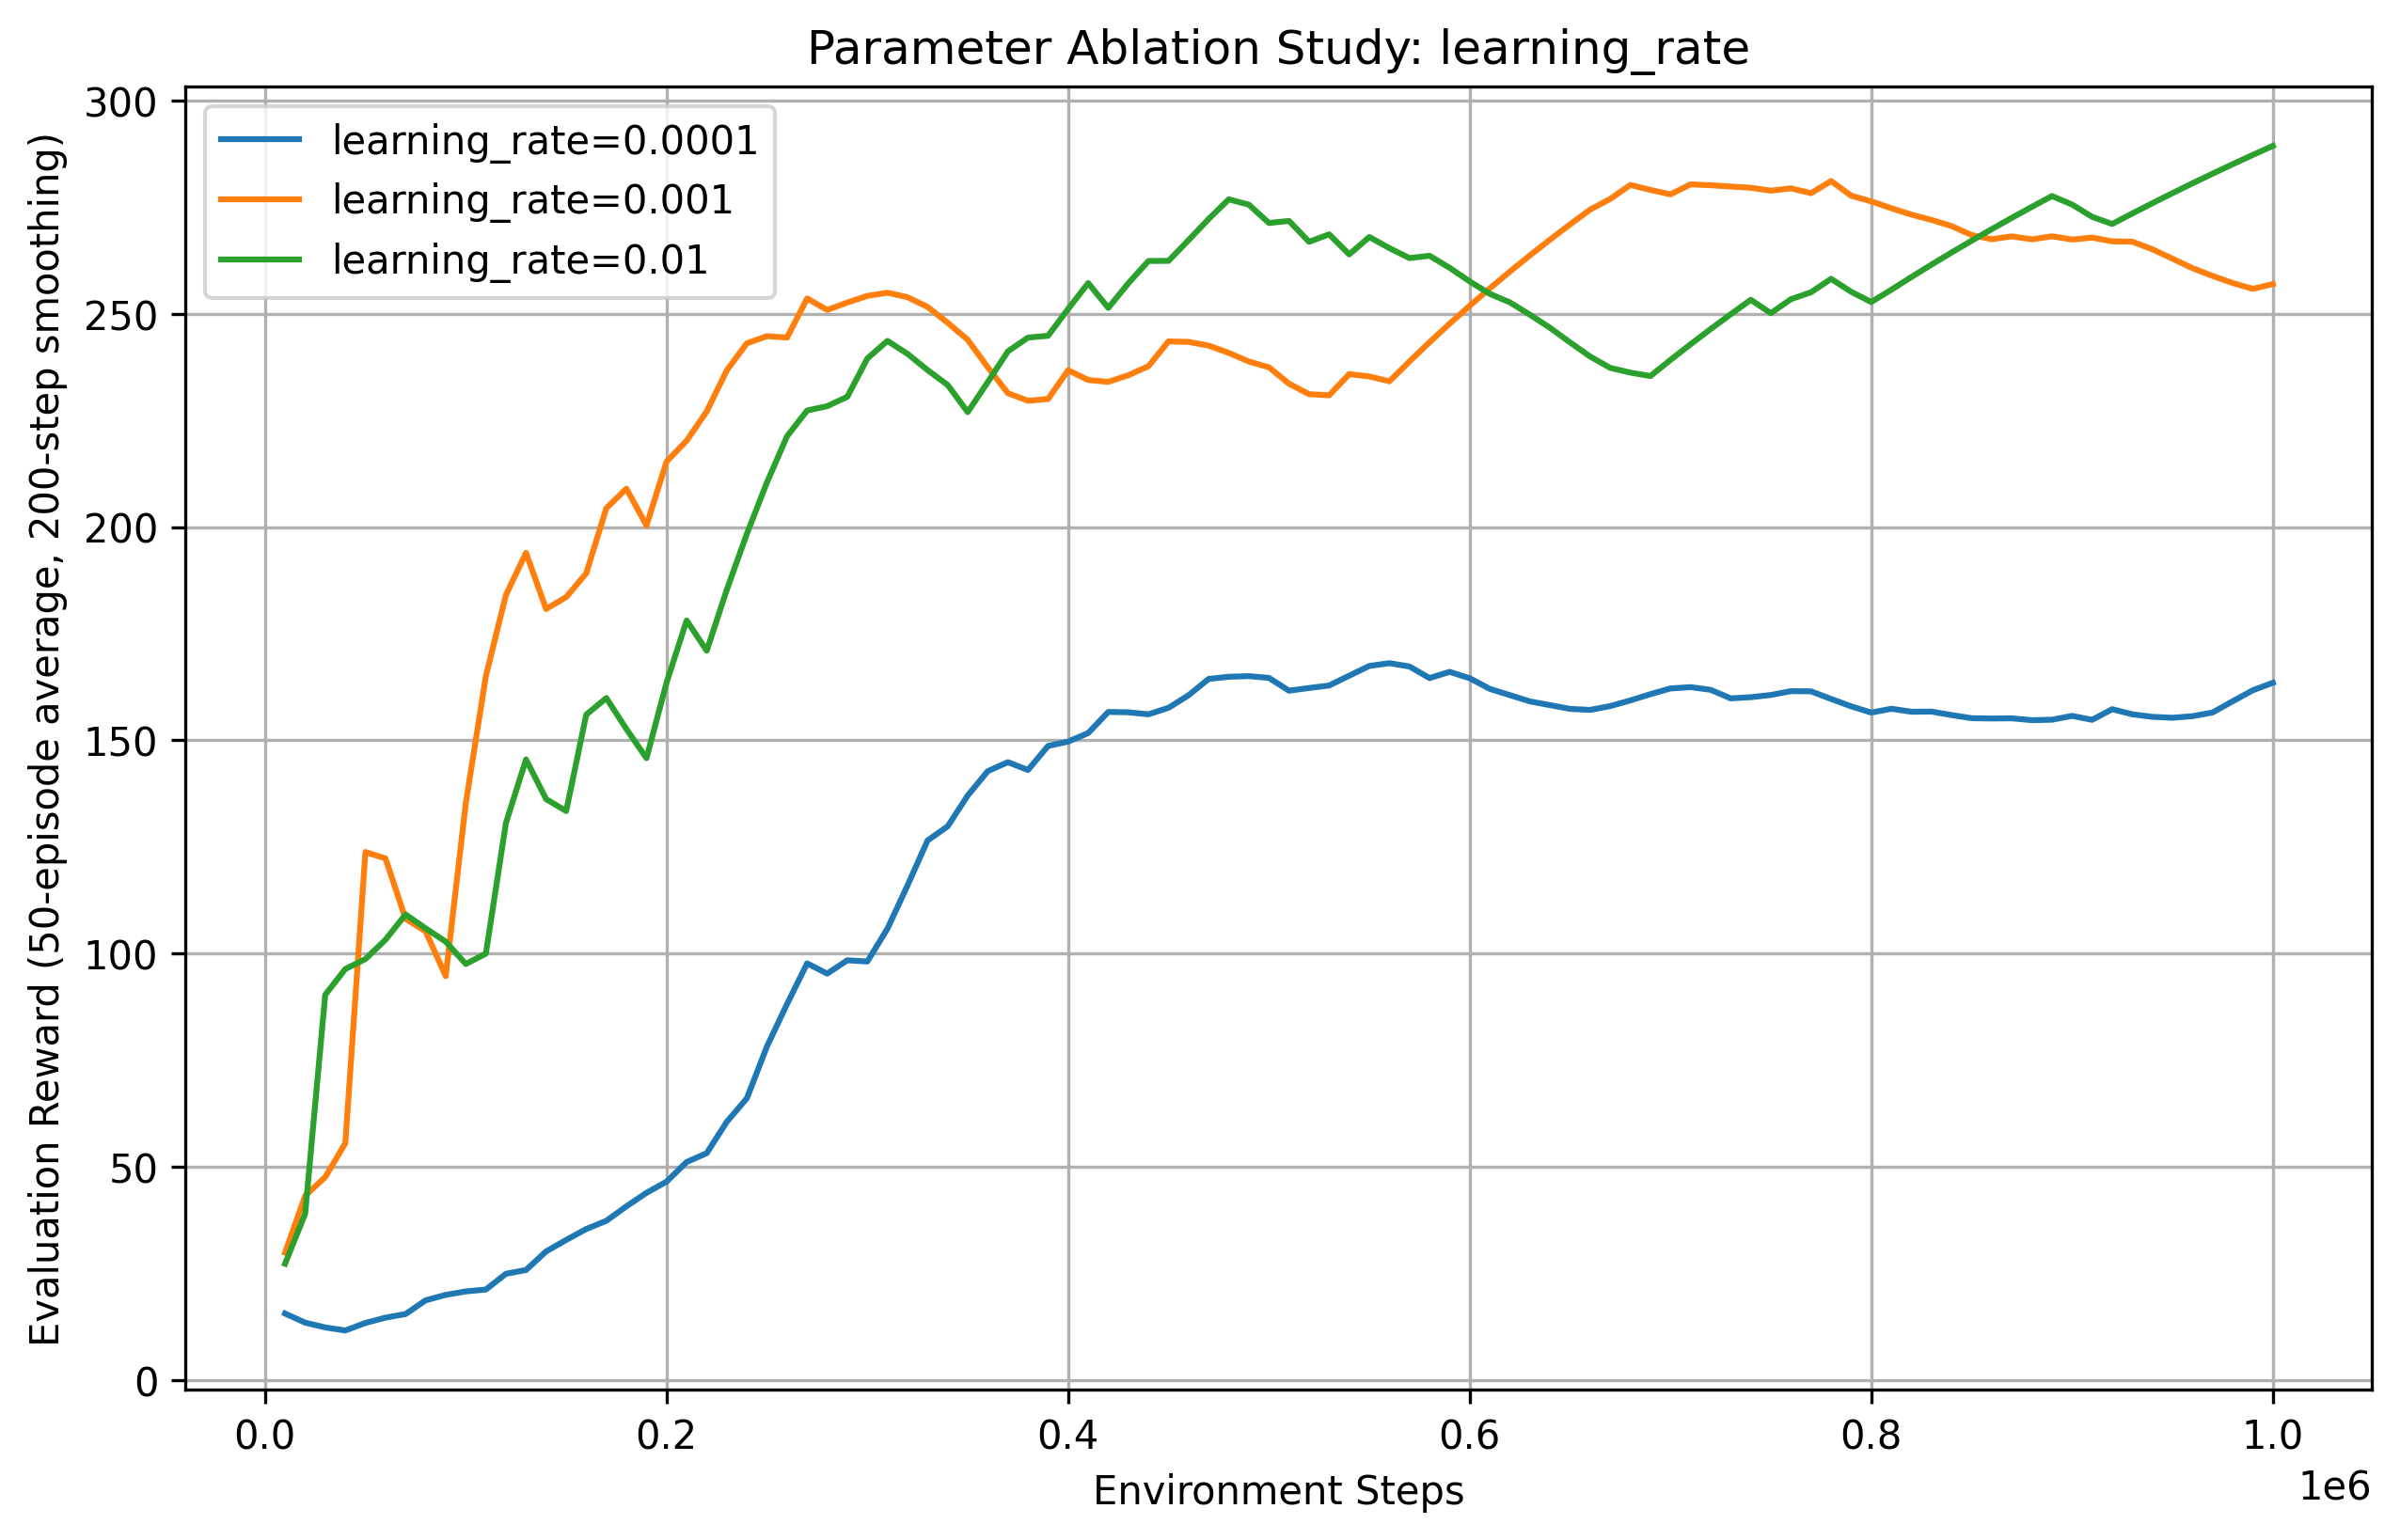 Parameter Ablation Study: learning_rate
Evaluation Reward (50-episode average, 200-step smoothing)
300
250
200
150
100
50
0
learning_rate=0.0001
learning_rate=0.001
learning_rate=0.01
0.0 0.2 0.4 0.6 0.8 1.0
1e6
Environment Steps